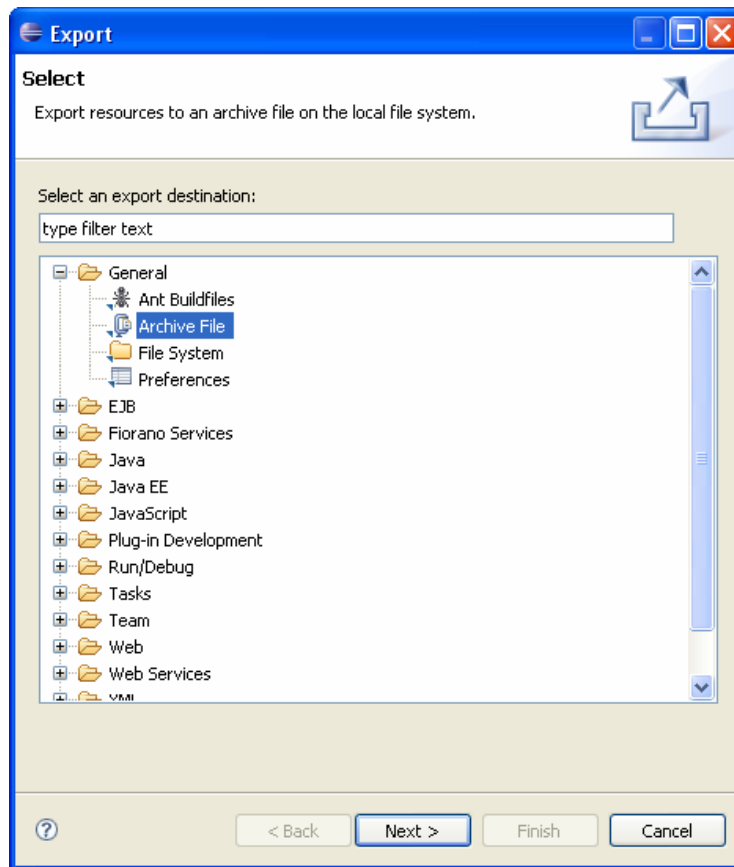 Export
Select
Export resources to an archive file on the local file system.
Select an export destination:
type filter text
General
Ant Buildfiles
Archive File
File System
Preferences
EJB
Fiorano Services
Java
Java EE
JavaScript
Plug-in Development
Run/Debug
Tasks
Team
Web
Web Services
XML
< Back Next > Finish Cancel